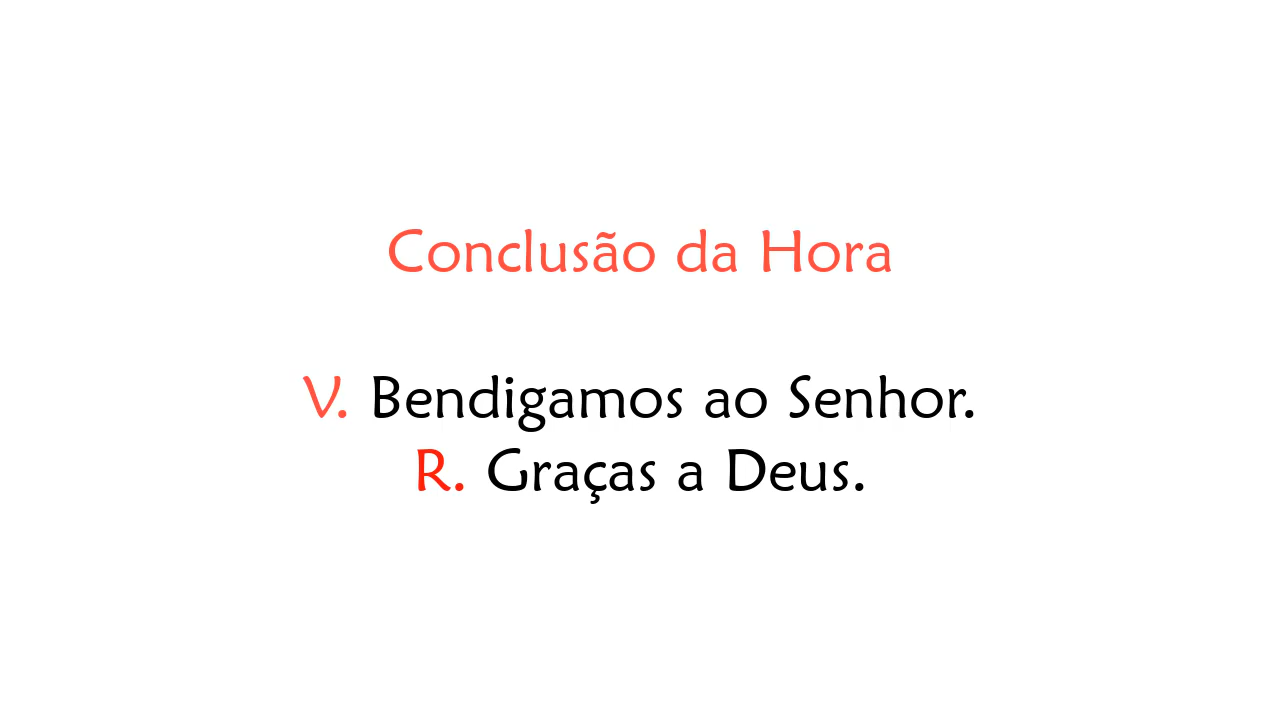 Conclusão da Hora
V. Bendigamos ao Senhor.
R. Graças a Deus.